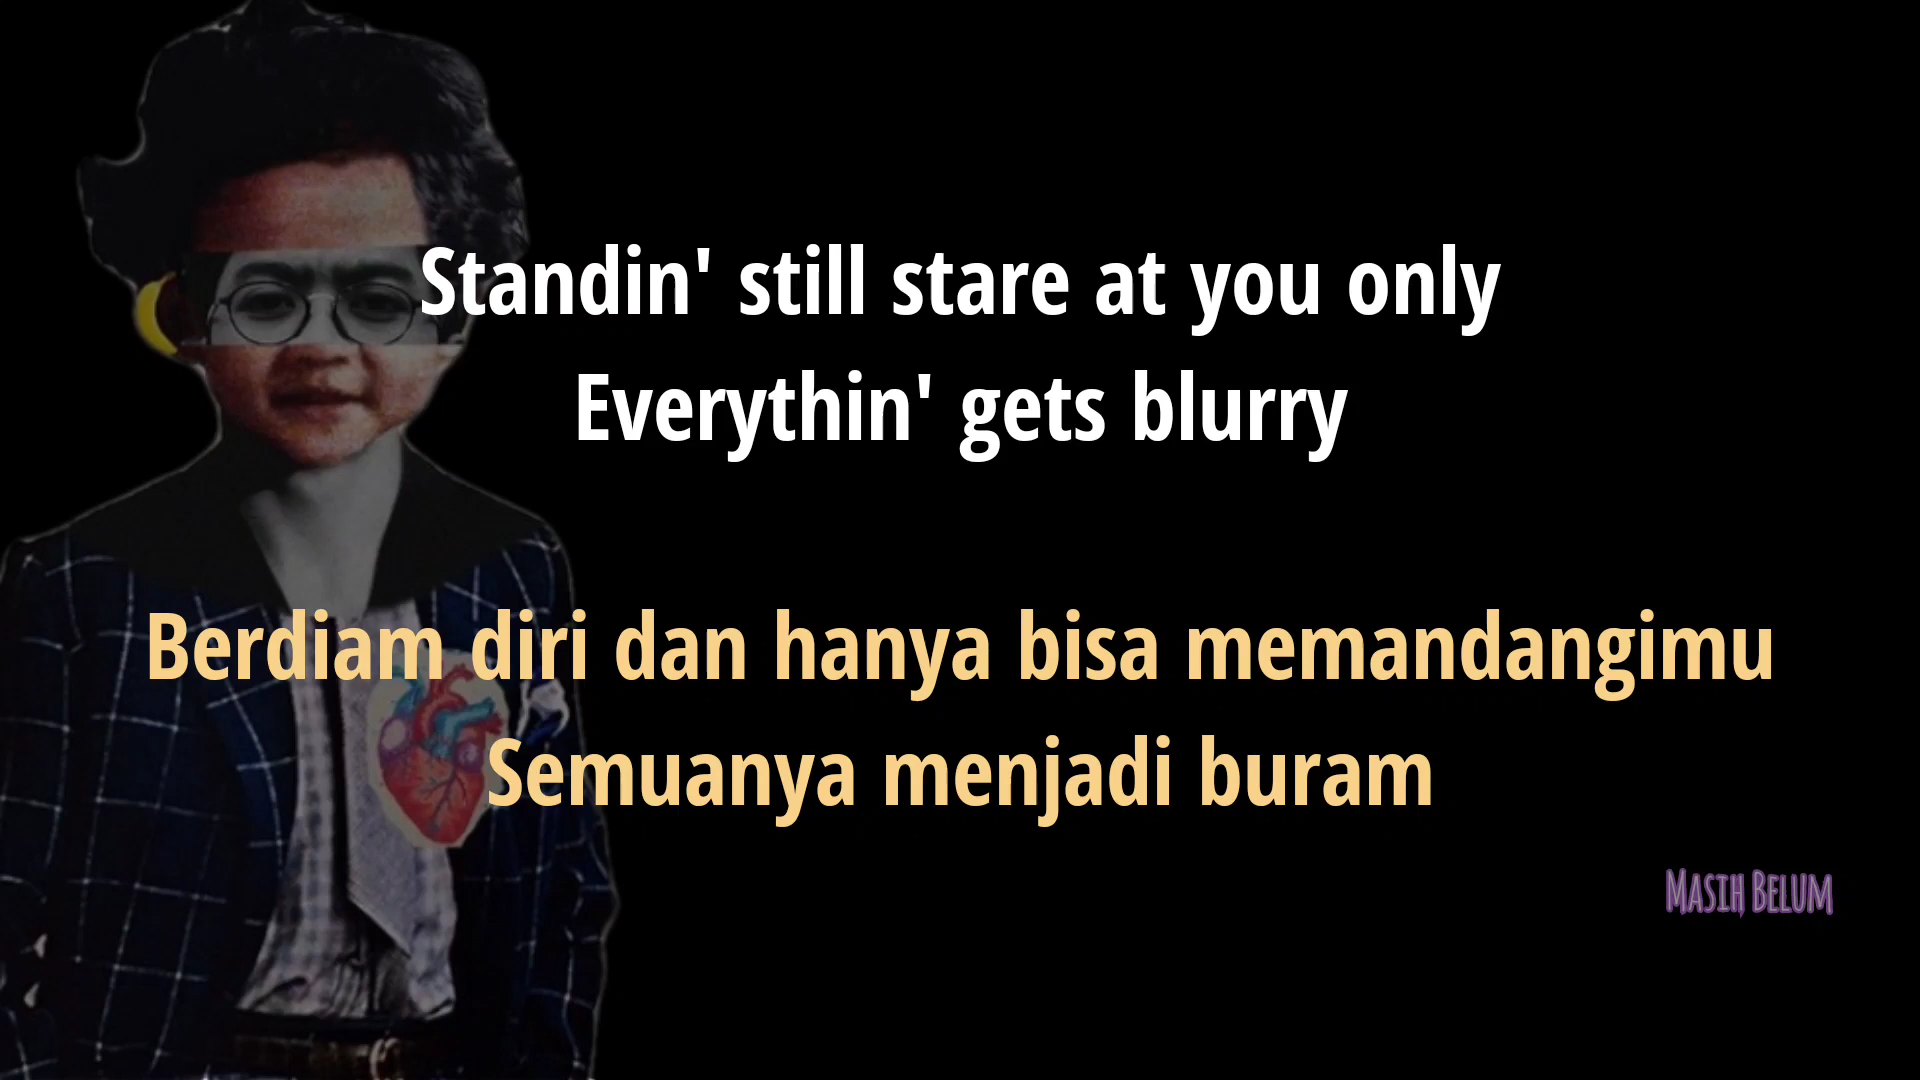 Standin' still stare at you only
Everythin' gets blurry
Berdiam diri dan hanya bisa memandangimu
Semuanya menjadi buram
Masih Belum